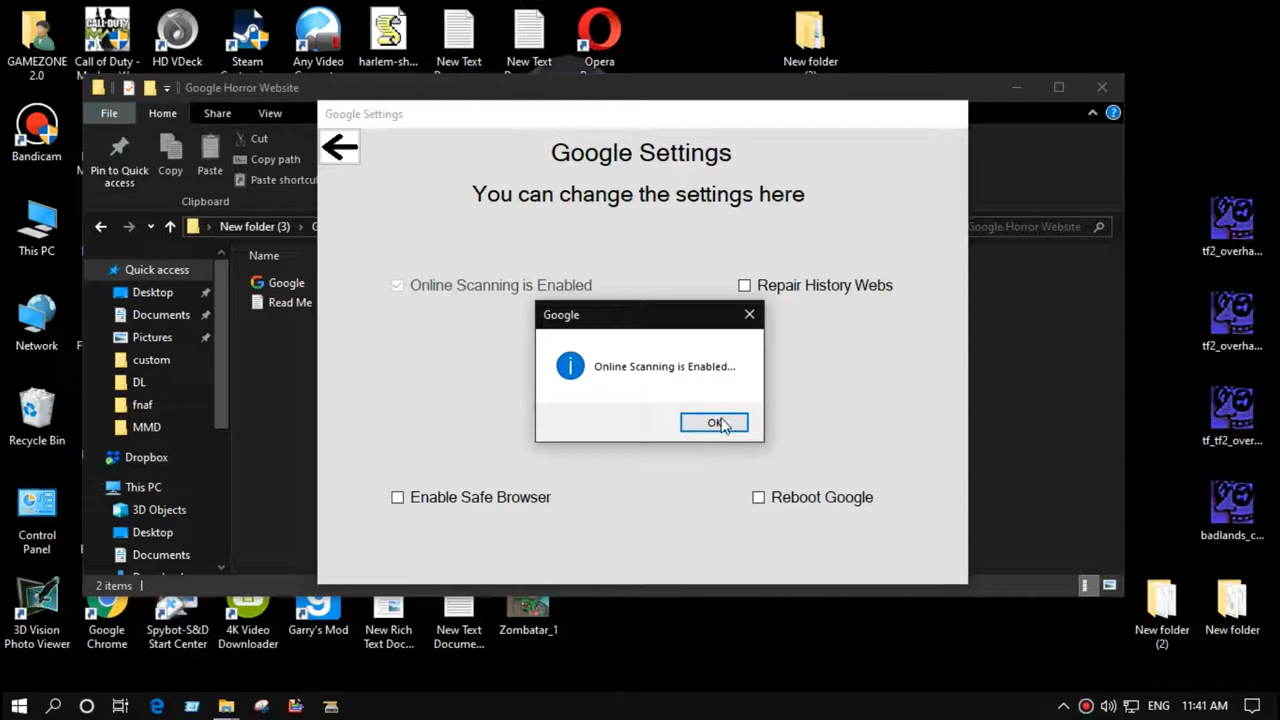 GAMEZONE 2.0
Call of Duty -
HD VDeck
Steam
Any Video
harlem-sh...
New Text
New Text
Opera
New folder (2)
Google Horror Website
File
Home
Share
View
Google Settings
Bandicam
Pin to Quick access
Copy
Paste
Cut
Copy path
Paste shortcu
Clipboard
Google Settings
You can change the settings here
This PC
New folder (3)
Google Horror Website
tf2_overha...
Name
Quick access
Google
Desktop
Read Me
Documents
Pictures
custom
DL
fnaf
MMD
Dropbox
This PC
3D Objects
Desktop
Documents
2 items
Online Scanning is Enabled
Repair History Webs
Google
Online Scanning is Enabled...
OK
Enable Safe Browser
Reboot Google
Network
tf2_overha...
Recycle Bin
tf_tf2_over...
Control Panel
badlands_c...
3D Vision Photo Viewer
Google Chrome
Spybot-S&D Start Center
4K Video Downloader
Garry's Mod
New Rich Text Doc...
New Text Docume...
Zombatar_1
New folder (2)
New folder
ENG
11:41 AM